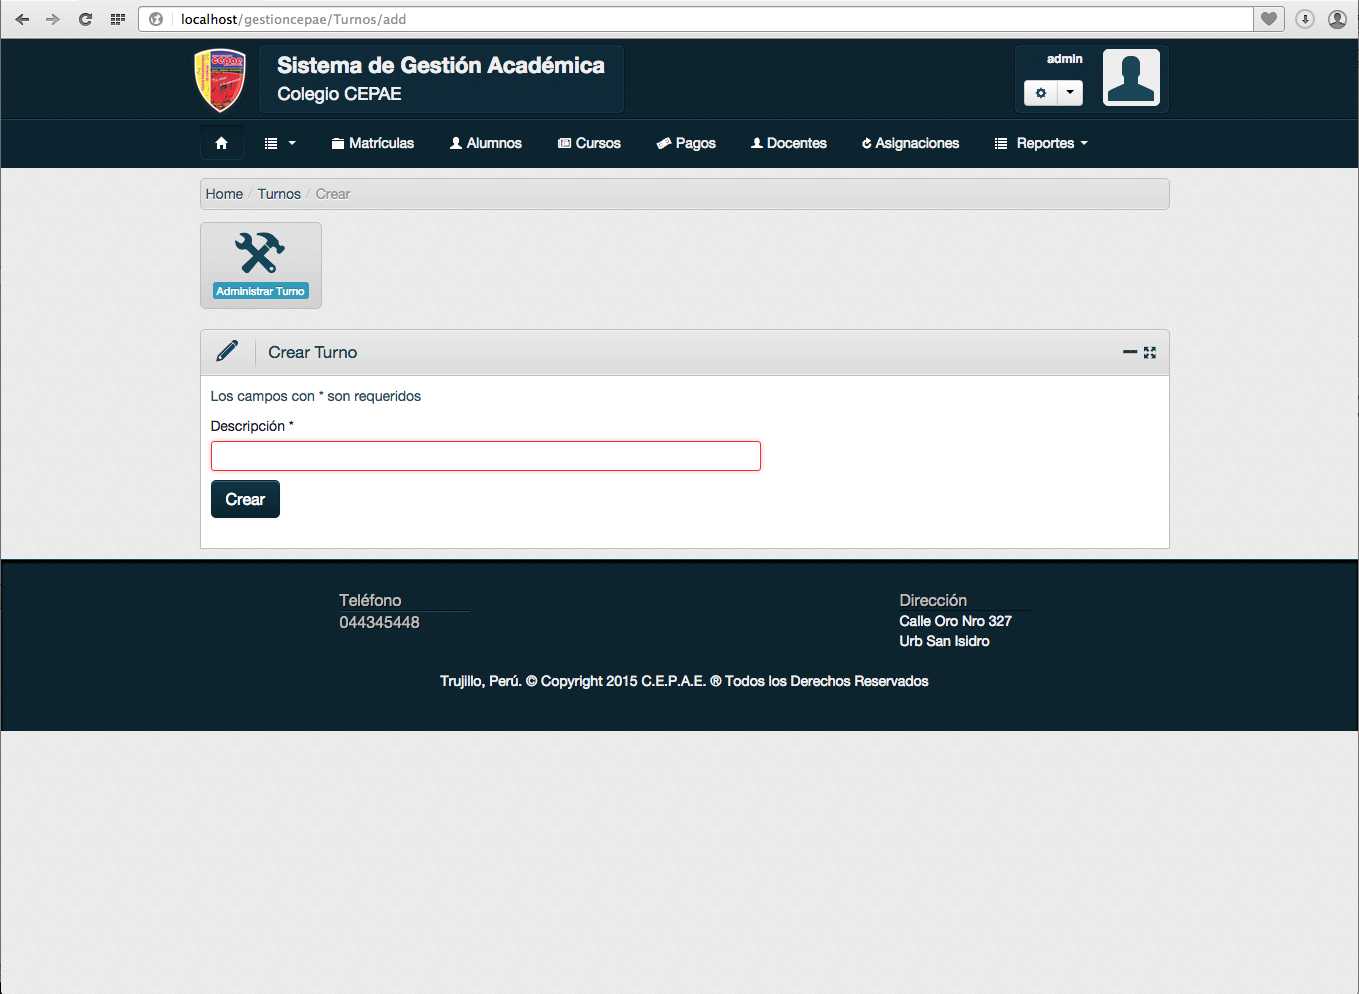 localhost/gestioncepae/Turnos/add
cepae
Sistema de Gestión Académica
Colegio CEPAE
admin
Matrículas Alumnos Cursos Pagos Docentes Asignaciones Reportes
Home / Turnos / Crear
Administrar Turno
Crear Turno
Los campos con * son requeridos
Descripción *
Crear
Teléfono
044345448
Dirección
Calle Oro Nro 327
Urb San Isidro
Trujillo, Perú. © Copyright 2015 C.E.P.A.E. ® Todos los Derechos Reservados